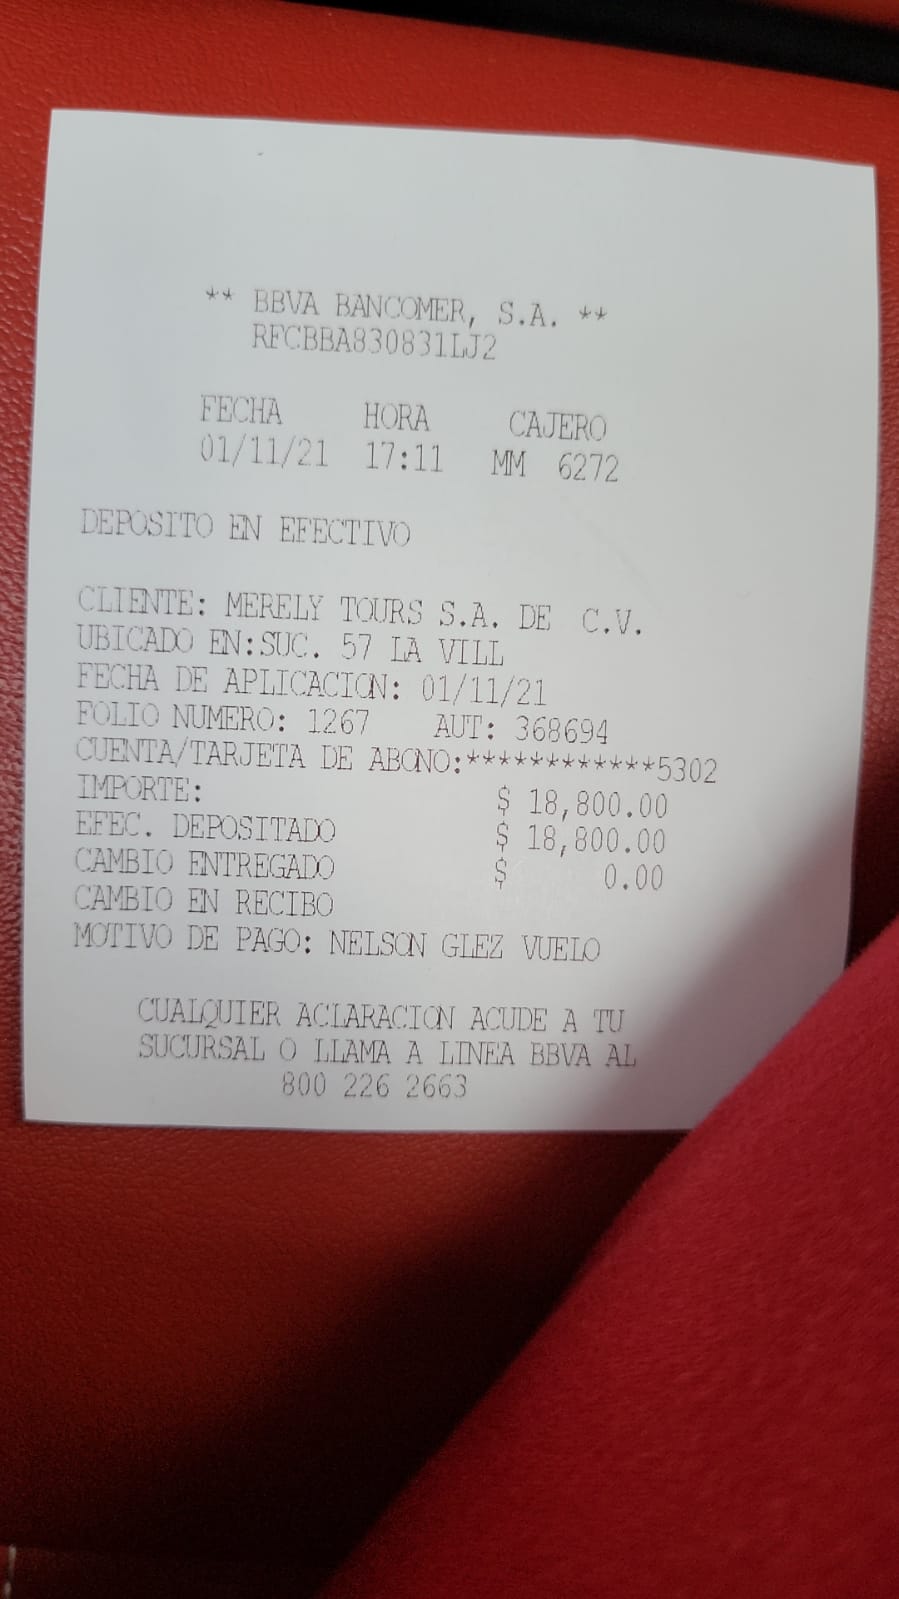 ** BBVA BANCOMER, S.A. **
RFCBBA830831LJ2
FECHA HORA CAJERO
01/11/21 17:11 MM 6272
DEPOSITO EN EFECTIVO
CLIENTE: MERELY TOURS S.A. DE C.V.
UBICADO EN:SUC. 57 LA VILL
FECHA DE APLICACION: 01/11/21
FOLIO NUMERO: 1267 AUT: 368694
CUENTA/TARJETA DE ABONO:************5302
IMPORTE: $ 18,800.00
EFEC. DEPOSITADO $ 18,800.00
CAMBIO ENTREGADO $ 0.00
CAMBIO EN RECIBO
MOTIVO DE PAGO: NELSON GLEZ VUELO
CUALQUIER ACLARACION ACUDE A TU
SUCURSAL O LLAMA A LINEA BBVA AL
800 226 2663